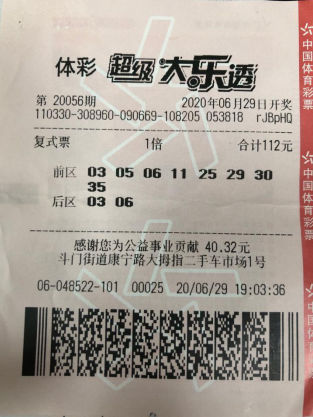 体彩 超级大乐透
第 20056期 2020年06月29日开奖
110330-308960-090669-108205 053818 rJBpHQ
复式票 1倍 合计112元
前区 03 05 06 11 25 29 30
35
后区 03 06
感谢您为公益事业贡献 40.32元
斗门街道康宁路大拇指二手车市场1号
06-048522-101 00025 20/06/29 19:03:36
中国体育彩票
中国体育彩票
中国体育彩票